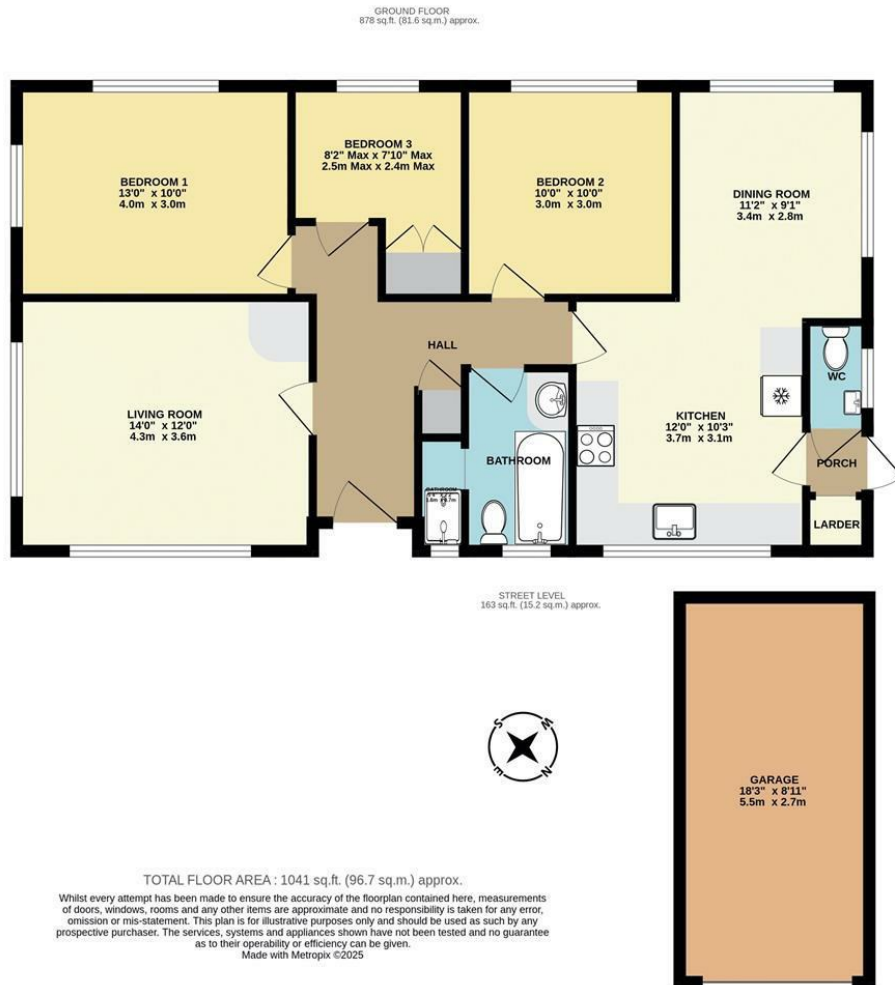 GROUND FLOOR
878 sq.ft. (81.6 sq.m.) approx.
BEDROOM 1
13'0" x 10'0"
4.0m x 3.0m
BEDROOM 3
8'2" Max x 7'10" Max
2.5m Max x 2.4m Max
BEDROOM 2
10'0" x 10'0"
3.0m x 3.0m
DINING ROOM
11'2" x 9'1"
3.4m x 2.8m
HALL
LIVING ROOM
14'0" x 12'0"
4.3m x 3.6m
WC
KITCHEN
12'0" x 10'3"
3.7m x 3.1m
BATHROOM
PORCH
LARDER
STREET LEVEL
163 sq.ft. (15.2 sq.m.) approx.
S
W
E
N
GARAGE
18'3" x 8'11"
5.5m x 2.7m
TOTAL FLOOR AREA : 1041 sq.ft. (96.7 sq.m.) approx.
Whilst every attempt has been made to ensure the accuracy of the floorplan contained here, measurements
of doors, windows, rooms and any other items are approximate and no responsibility is taken for any error,
omission or mis-statement. This plan is for illustrative purposes only and should be used as such by any
prospective purchaser. The services, systems and appliances shown have not been tested and no guarantee
as to their operability or efficiency can be given.
Made with Metropix ©2025